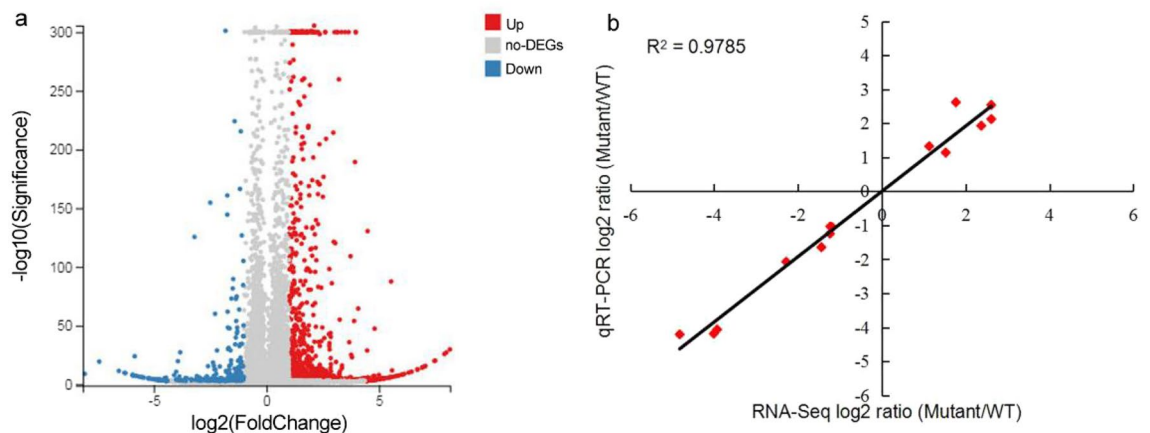 a
300
250
200
150
100
50
0
-5
0
5
-log10(Significance)
log2(FoldChange)
Up
no-DEGs
Down
b
R² = 0.9785
5
4
3
2
1
0
-1
-2
-3
-4
-5
-6
-6
-4
-2
0
2
4
6
qRT-PCR log2 ratio (Mutant/WT)
RNA-Seq log2 ratio (Mutant/WT)